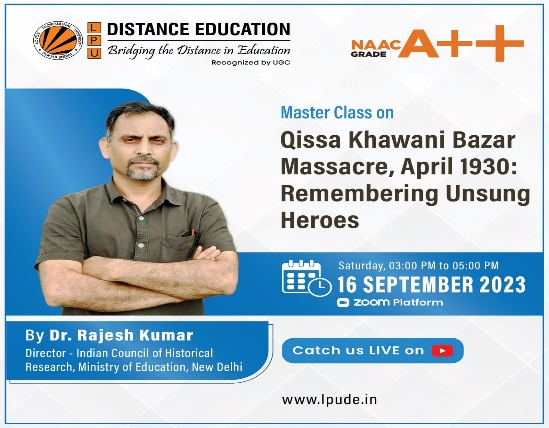 LPU
DISTANCE EDUCATION
Bridging the Distance in Education
Recognized by UGC
NAAC
GRADE
A++
Master Class on
Qissa Khawani Bazar
Massacre, April 1930:
Remembering Unsung
Heroes
Saturday, 03:00 PM to 05:00 PM
16 SEPTEMBER 2023
zoom Platform
By Dr. Rajesh Kumar
Director - Indian Council of Historical
Research, Ministry of Education, New Delhi
Catch us LIVE on
www.lpude.in